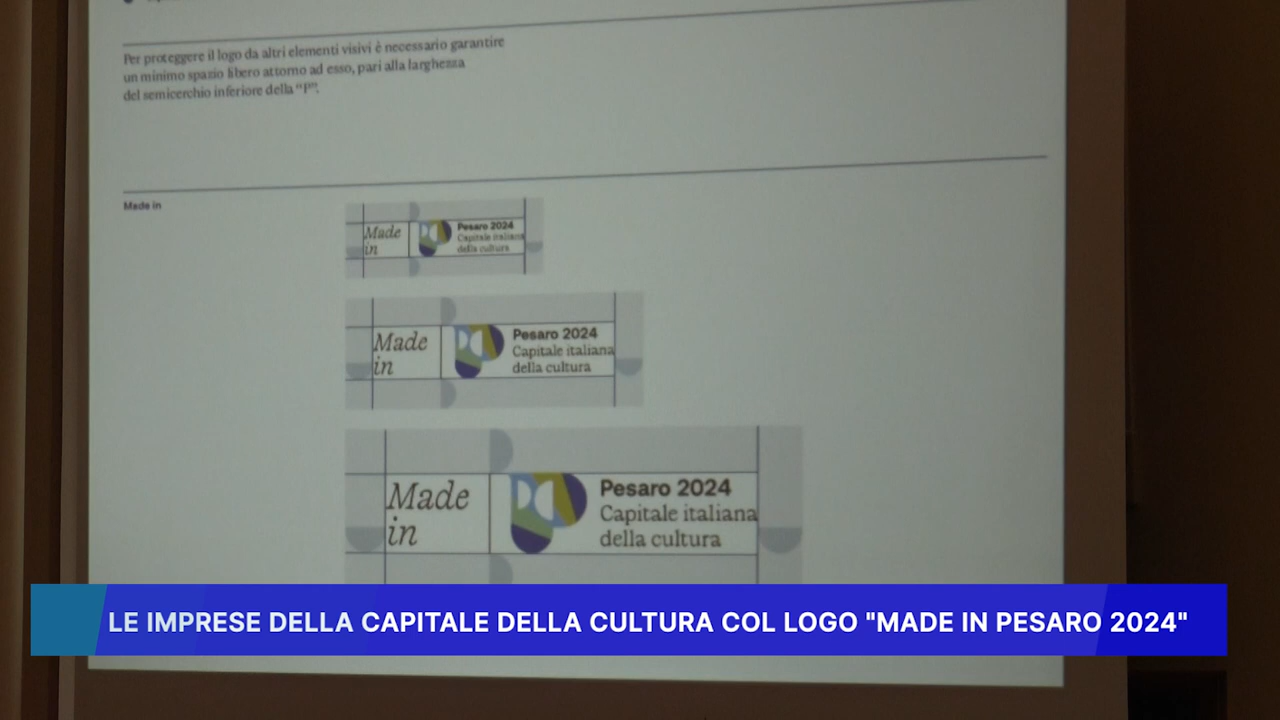 Per proteggere il logo da altri elementi visivi è necessario garantire
un minimo spazio libero attorno ad esso, pari alla larghezza
del semicerchio inferiore della “P”.
Made in
Made
in
Pesaro 2024
Capitale italiana
della cultura
Made
in
Pesaro 2024
Capitale italiana
della cultura
Made
in
Pesaro 2024
Capitale italiana
della cultura
LE IMPRESE DELLA CAPITALE DELLA CULTURA COL LOGO "MADE IN PESARO 2024"